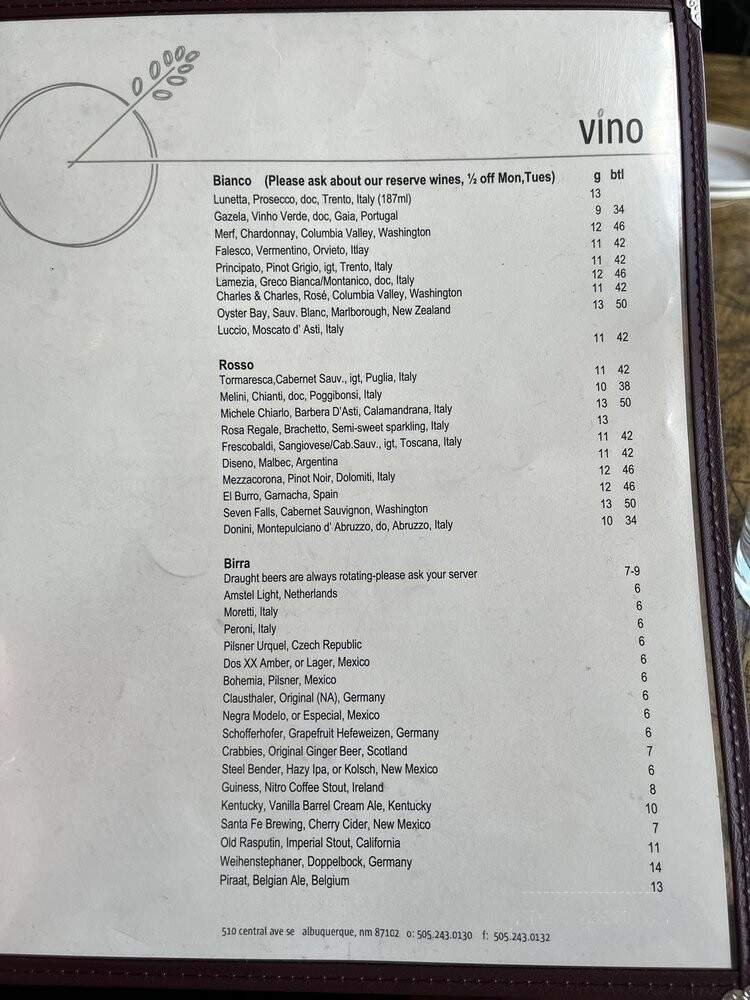 vino
Bianco (Please ask about our reserve wines, ½ off Mon,Tues) g btl
Lunetta, Prosecco, doc, Trento, Italy (187ml) 13
Gazela, Vinho Verde, doc, Gaia, Portugal 9 34
Merf, Chardonnay, Columbia Valley, Washington 12 46
Falesco, Vermentino, Orvieto, Itlay 11 42
Principato, Pinot Grigio, igt, Trento, Italy 11 42
Lamezia, Greco Bianca/Montanico, doc, Italy 12 46
Charles & Charles, Rosé, Columbia Valley, Washington 11 42
Oyster Bay, Sauv. Blanc, Marlborough, New Zealand 13 50
Luccio, Moscato d' Asti, Italy 11 42
Rosso
Tormaresca,Cabernet Sauv., igt, Puglia, Italy 11 42
Melini, Chianti, doc, Poggibonsi, Italy 10 38
Michele Chiarlo, Barbera D'Asti, Calamandrana, Italy 13 50
Rosa Regale, Brachetto, Semi-sweet sparkling, Italy 13
Frescobaldi, Sangiovese/Cab.Sauv., igt, Toscana, Italy 11 42
Diseno, Malbec, Argentina 11 42
Mezzacorona, Pinot Noir, Dolomiti, Italy 12 46
El Burro, Garnacha, Spain 12 46
Seven Falls, Cabernet Sauvignon, Washington 13 50
Donini, Montepulciano d' Abruzzo, do, Abruzzo, Italy 10 34
Birra
Draught beers are always rotating-please ask your server 7-9
Amstel Light, Netherlands 6
Moretti, Italy 6
Peroni, Italy 6
Pilsner Urquel, Czech Republic 6
Dos XX Amber, or Lager, Mexico 6
Bohemia, Pilsner, Mexico 6
Clausthaler, Original (NA), Germany 6
Negra Modelo, or Especial, Mexico 6
Schofferhofer, Grapefruit Hefeweizen, Germany 6
Crabbies, Original Ginger Beer, Scotland 7
Steel Bender, Hazy Ipa, or Kolsch, New Mexico 6
Guiness, Nitro Coffee Stout, Ireland 8
Kentucky, Vanilla Barrel Cream Ale, Kentucky 10
Santa Fe Brewing, Cherry Cider, New Mexico 7
Old Rasputin, Imperial Stout, California 11
Weihenstephaner, Doppelbock, Germany 14
Piraat, Belgian Ale, Belgium 13
510 central ave se albuquerque, nm 87102 o: 505.243.0130 f: 505.243.0132